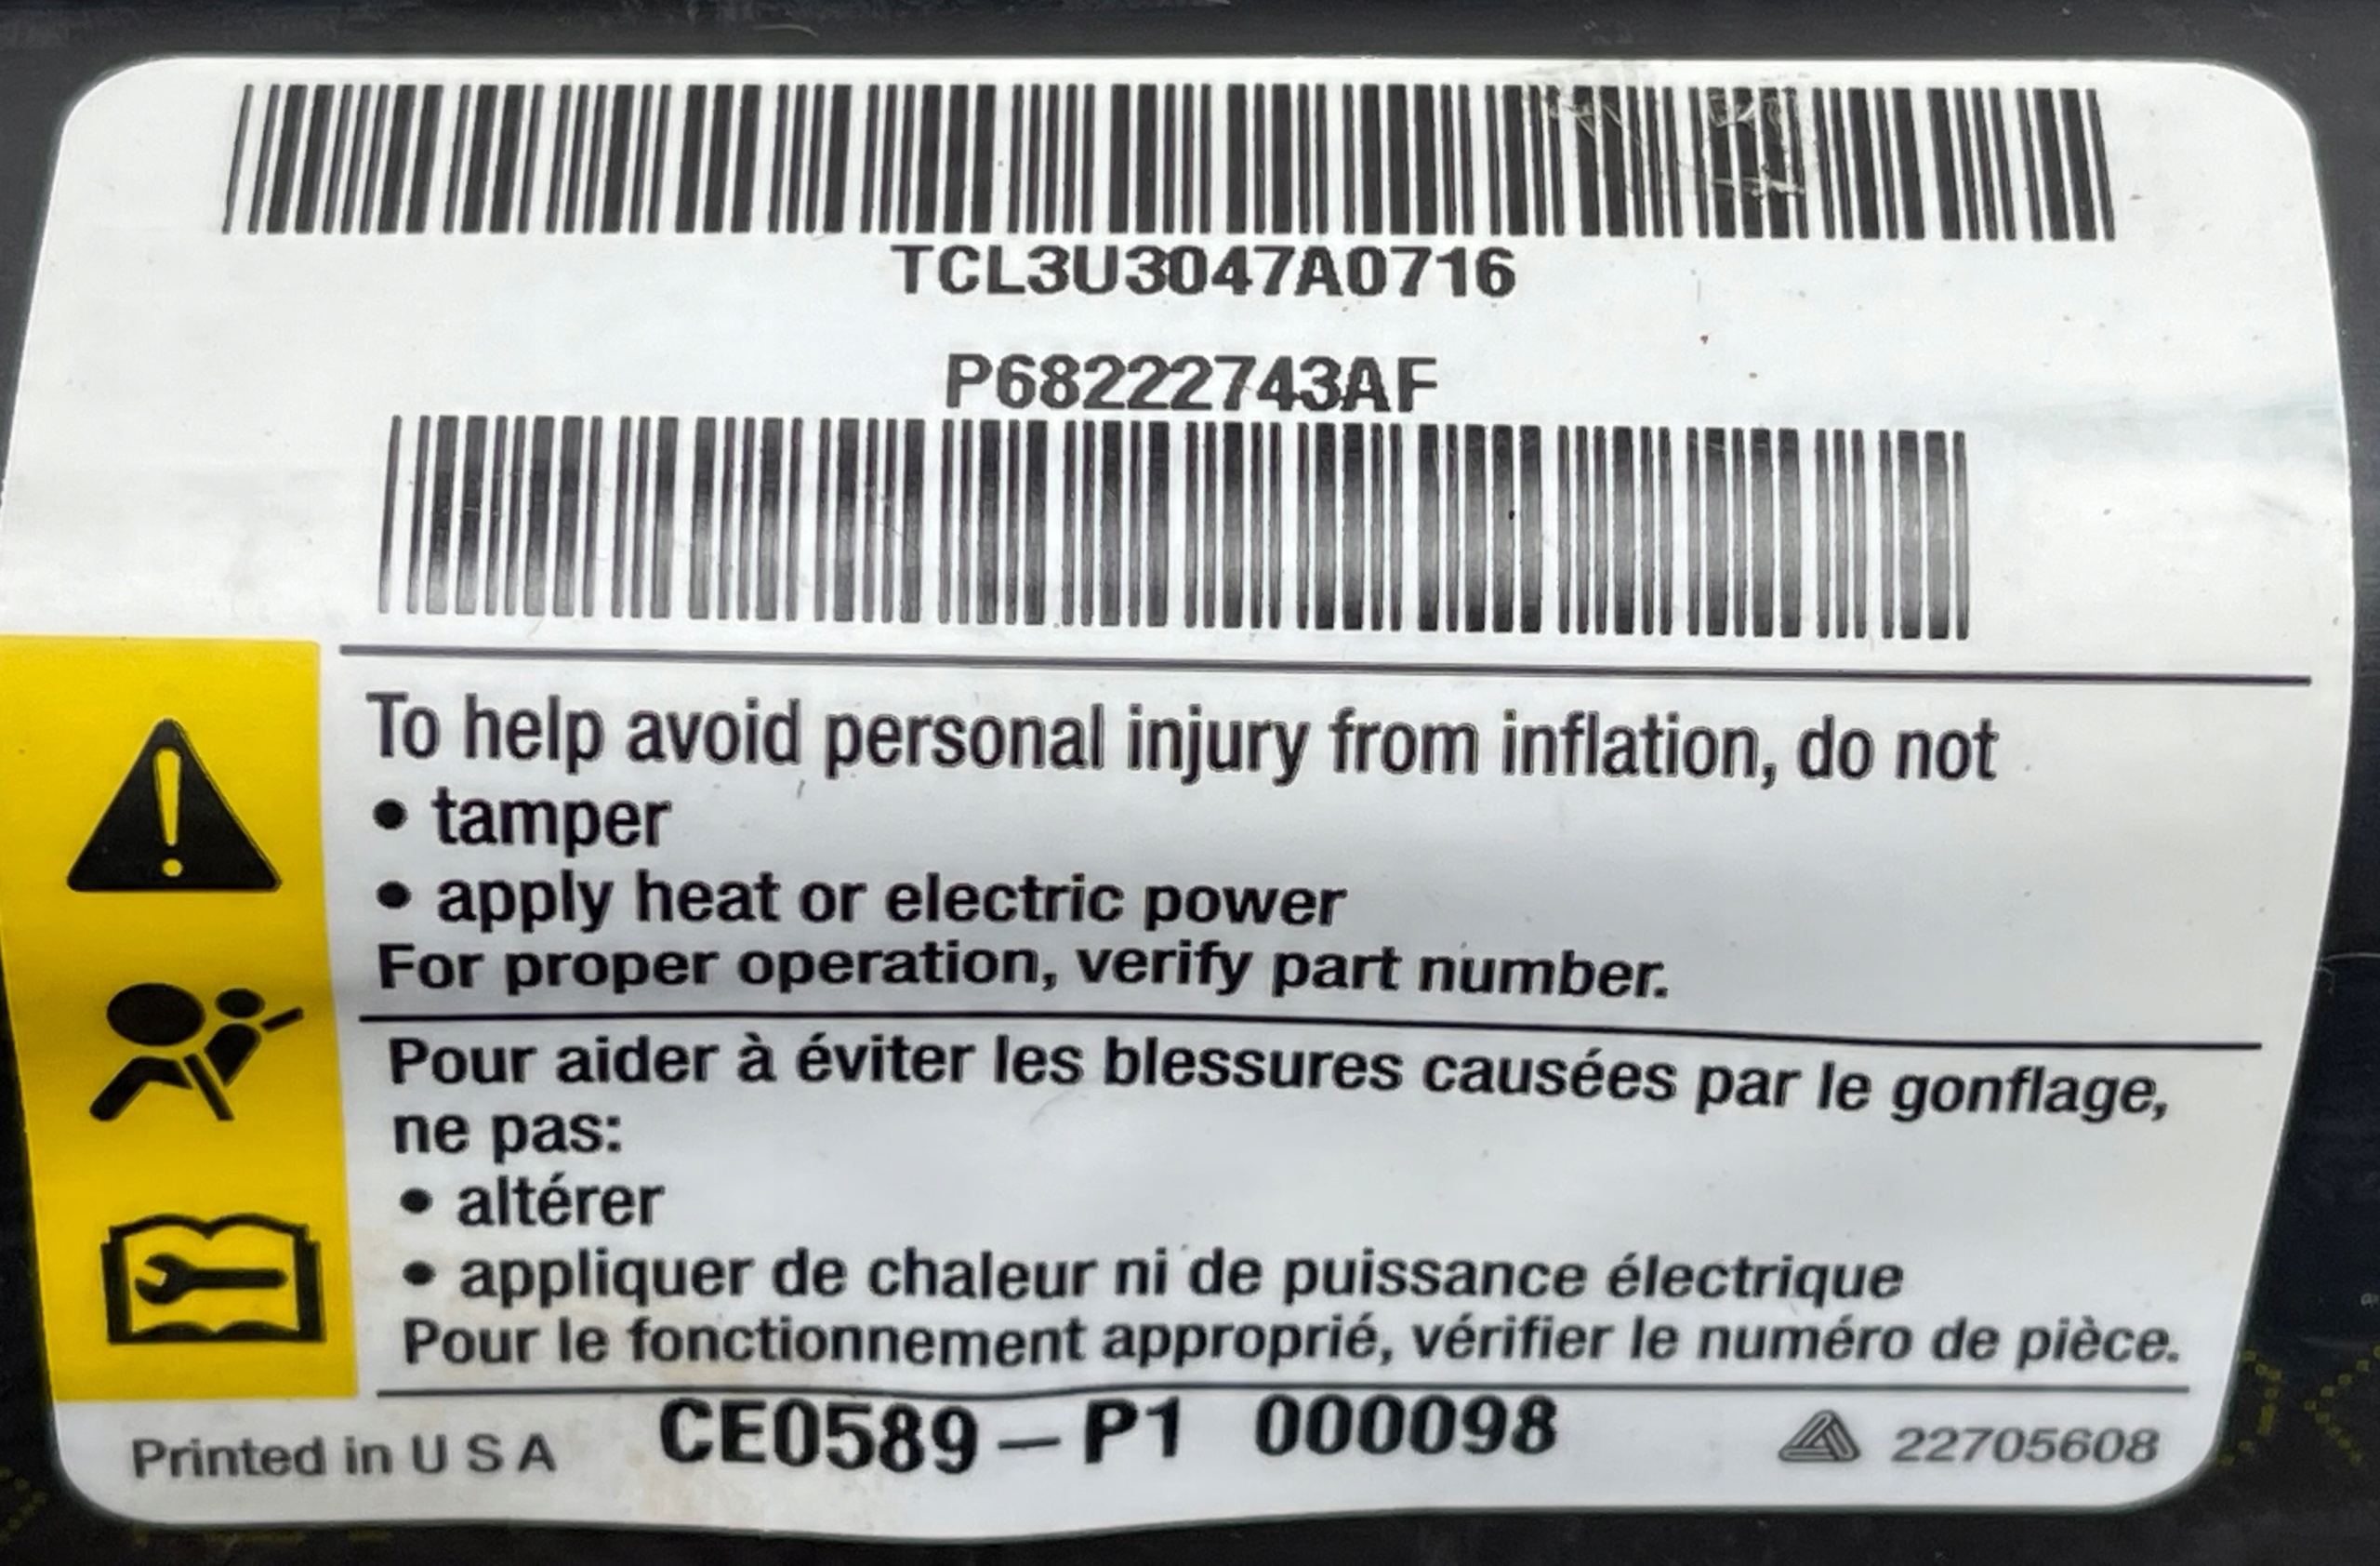 TCL3U3047A0716
P68222743AF
To help avoid personal injury from inflation, do not
• tamper
• apply heat or electric power
For proper operation, verify part number.
Pour aider à éviter les blessures causées par le gonflage,
ne pas:
• altérer
• appliquer de chaleur ni de puissance électrique
Pour le fonctionnement approprié, vérifier le numéro de pièce.
Printed in U S A CE0589-P1 000098 22705608